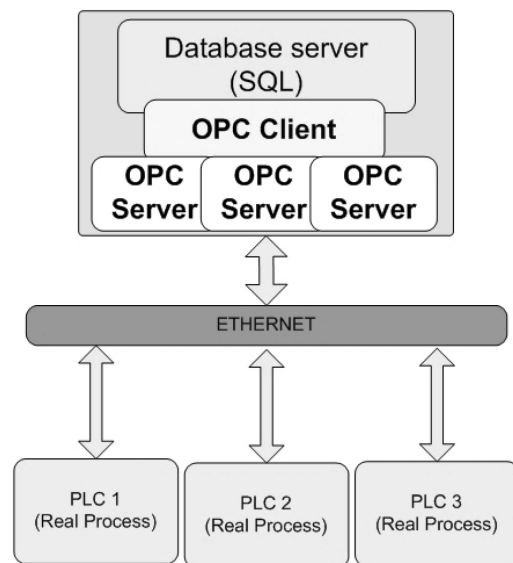 Database server
(SQL)
OPC Client
OPC
Server
OPC
Server
OPC
Server
ETHERNET
PLC 1
(Real Process)
PLC 2
(Real Process)
PLC 3
(Real Process)